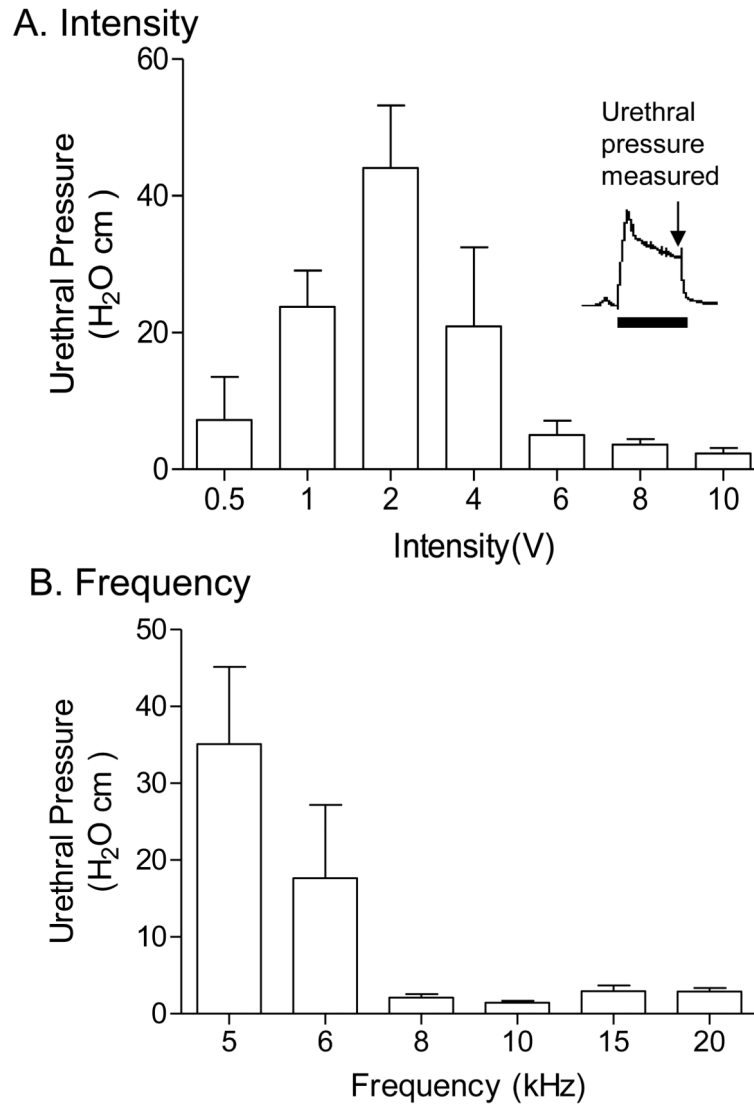 A. Intensity
60
40
20
0
Urethral Pressure
(H₂O cm )
Urethral
pressure
measured
0.5 1 2 4 6 8 10
Intensity(V)
B. Frequency
50
40
30
20
10
0
Urethral Pressure
(H₂O cm )
5 6 8 10 15 20
Frequency (kHz)